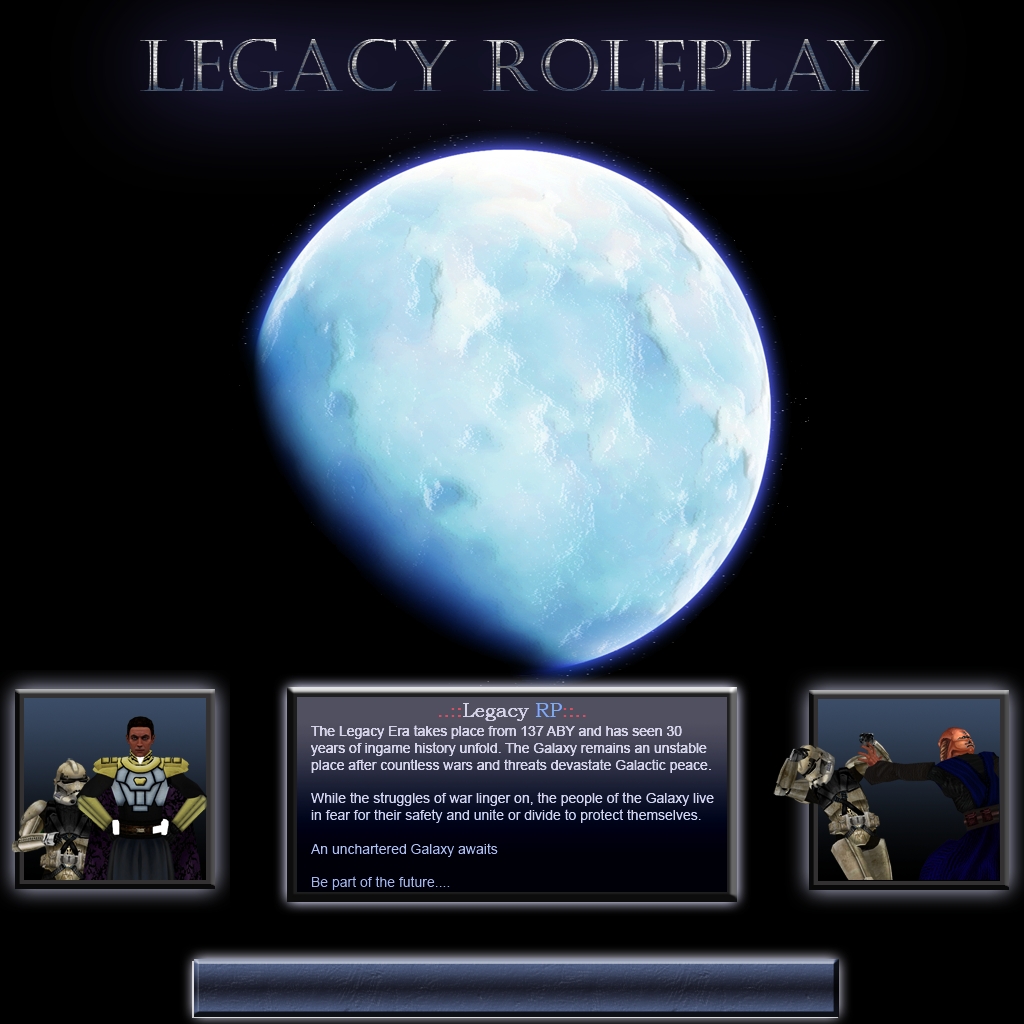 LEGACY ROLEPLAY
..::Legacy RP::..
The Legacy Era takes place from 137 ABY and has seen 30
years of ingame history unfold. The Galaxy remains an unstable
place after countless wars and threats devastate Galactic peace.
While the struggles of war linger on, the people of the Galaxy live
in fear for their safety and unite or divide to protect themselves.
An unchartered Galaxy awaits
Be part of the future....